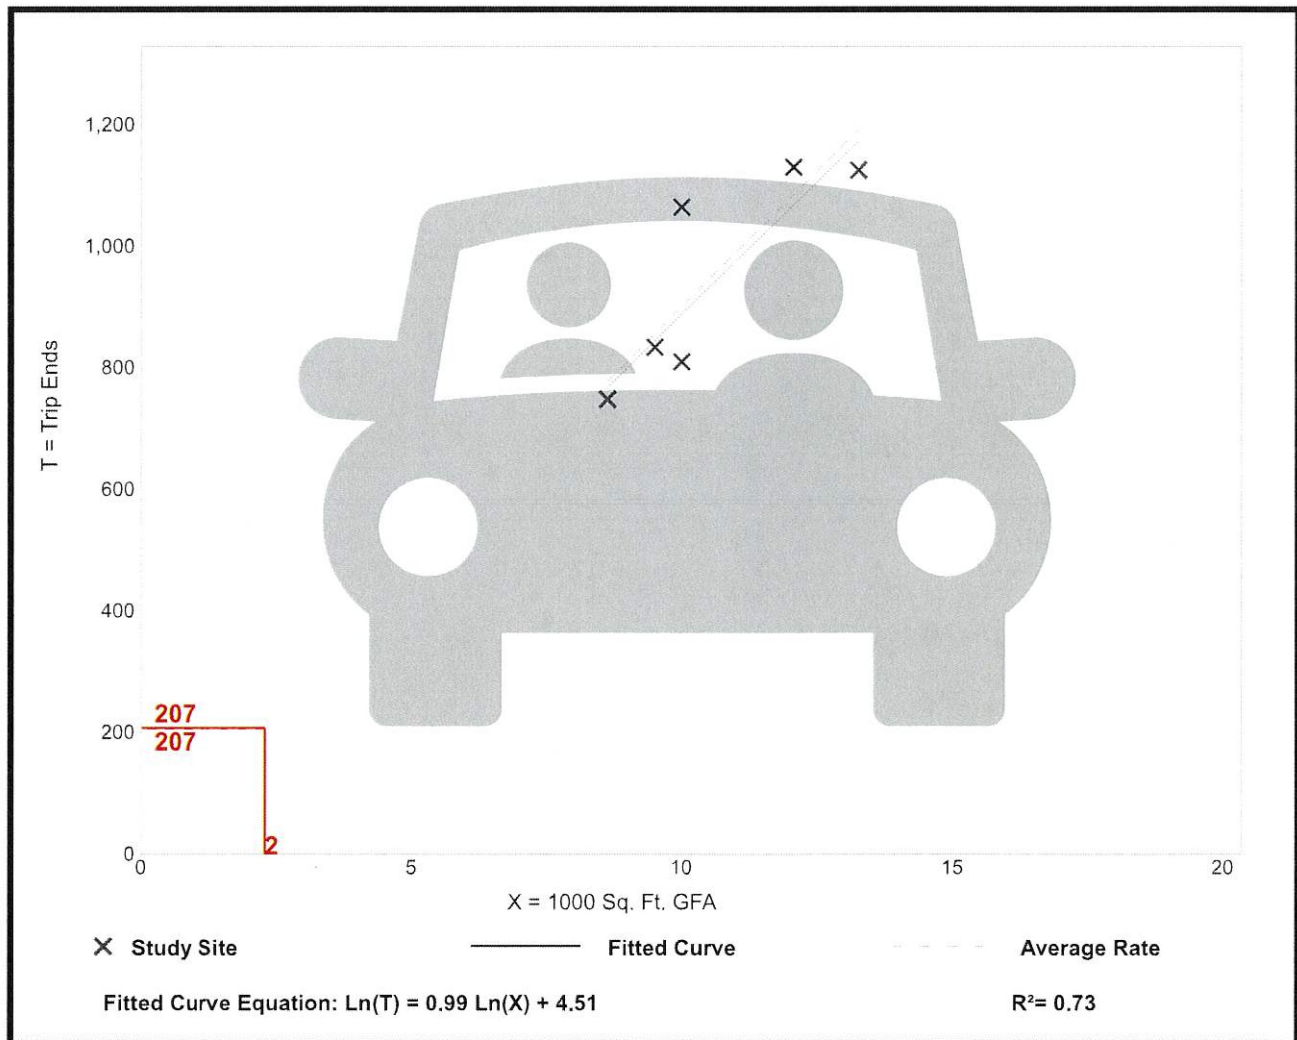 1,200
1,000
800
600
400
200
0
T = Trip Ends
207
207
2
0 5 10 15 20
X = 1000 Sq. Ft. GFA
Study Site Fitted Curve Average Rate
Fitted Curve Equation: Ln(T) = 0.99 Ln(X) + 4.51 R²= 0.73